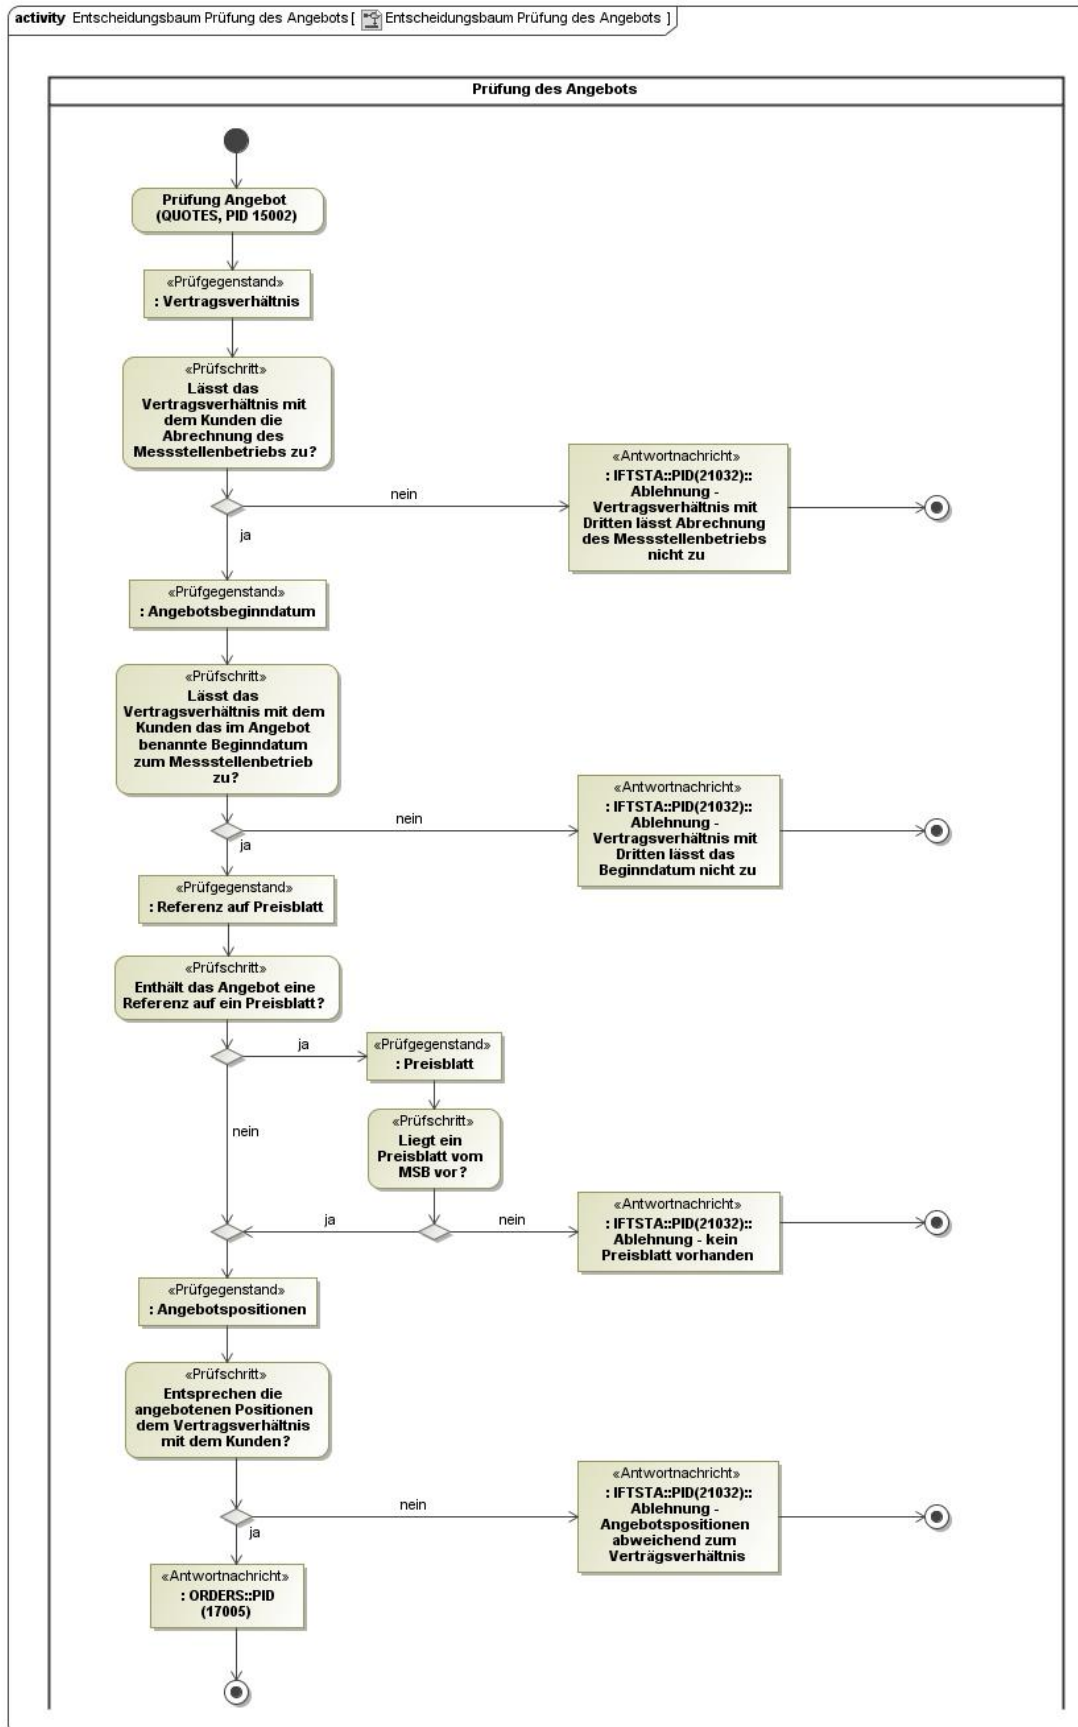 activity Entscheidungsbaum Prüfung des Angebots [ Entscheidungsbaum Prüfung des Angebots ]
Prüfung des Angebots
Prüfung Angebot
(QUOTES, PID 15002)
«Prüfgegenstand»
: Vertragsverhältnis
«Prüfschritt»
Lässt das
Vertragsverhältnis mit
dem Kunden die
Abrechnung des
Messstellenbetriebs zu?
nein
«Antwortnachricht»
: IFTSTA::PID(21032)::
Ablehnung -
Vertragsverhältnis mit
Dritten lässt Abrechnung
des Messstellenbetriebs
nicht zu
ja
«Prüfgegenstand»
: Angebotsbeginndatum
«Prüfschritt»
Lässt das
Vertragsverhältnis mit dem
Kunden das im Angebot
benannte Beginndatum
zum Messstellenbetrieb
zu?
nein
«Antwortnachricht»
: IFTSTA::PID(21032)::
Ablehnung -
Vertragsverhältnis mit
Dritten lässt das
Beginndatum nicht zu
ja
«Prüfgegenstand»
: Referenz auf Preisblatt
«Prüfschritt»
Enthält das Angebot eine
Referenz auf ein Preisblatt?
ja
«Prüfgegenstand»
: Preisblatt
nein
«Prüfschritt»
Liegt ein
Preisblatt vom
MSB vor?
ja
nein
«Antwortnachricht»
: IFTSTA::PID(21032)::
Ablehnung - kein
Preisblatt vorhanden
«Prüfgegenstand»
: Angebotspositionen
«Prüfschritt»
Entsprechen die
angebotenen Positionen
dem Vertragsverhältnis
mit dem Kunden?
nein
«Antwortnachricht»
: IFTSTA::PID(21032)::
Ablehnung -
Angebotspositionen
abweichend zum
Verträgsverhältnis
ja
«Antwortnachricht»
: ORDERS::PID
(17005)